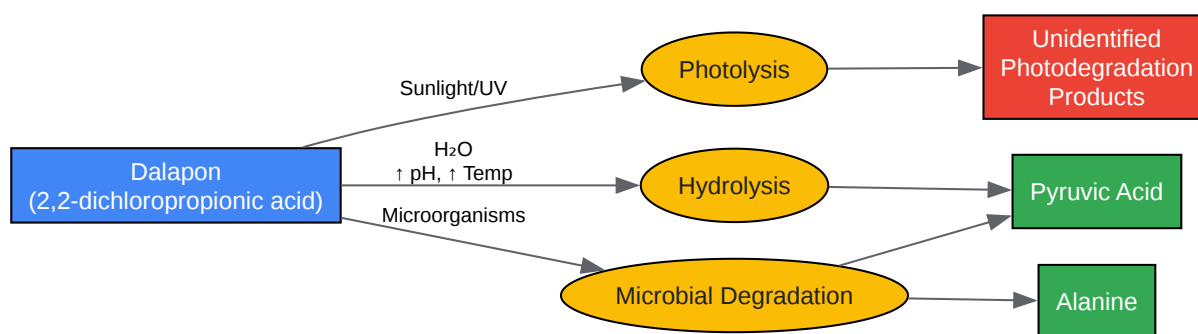 Sunlight/UV
Photolysis
Unidentified
Photodegradation
Products
Dalapon
(2,2-dichloropropionic acid)
H₂O
↑ pH, ↑ Temp
Hydrolysis
Pyruvic Acid
Microorganisms
Microbial Degradation
Alanine